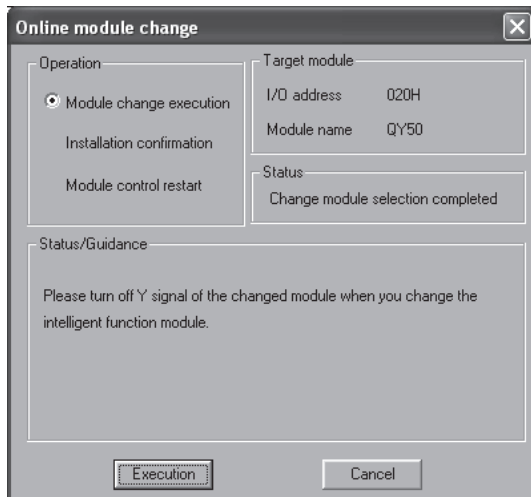 Online module change
Operation
Module change execution
Installation confirmation
Module control restart
Target module
I/O address 020H
Module name QY50
Status
Change module selection completed
Status/Guidance
Please turn off Y signal of the changed module when you change the
intelligent function module.
Execution
Cancel